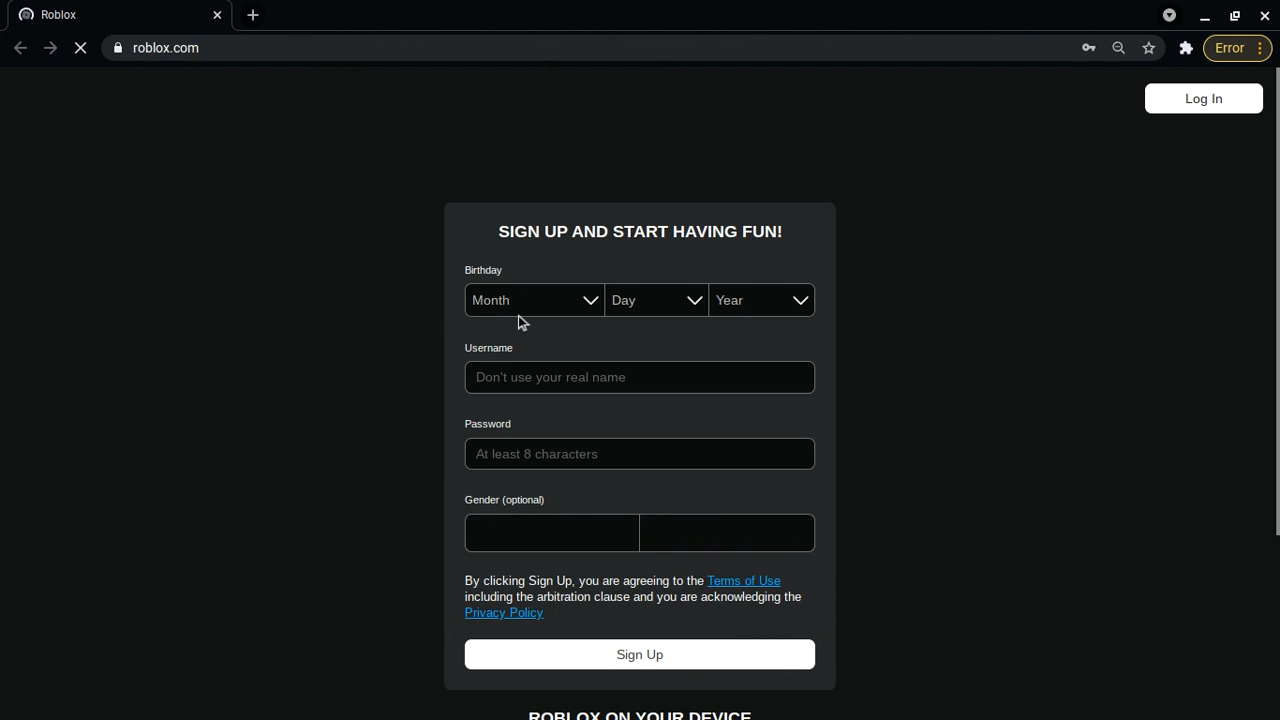 Roblox
roblox.com
Error
Log In
SIGN UP AND START HAVING FUN!
Birthday
Month Day Year
Username
Don't use your real name
Password
At least 8 characters
Gender (optional)
By clicking Sign Up, you are agreeing to the Terms of Use
including the arbitration clause and you are acknowledging the
Privacy Policy
Sign Up
ROBLOX ON YOUR DEVICE